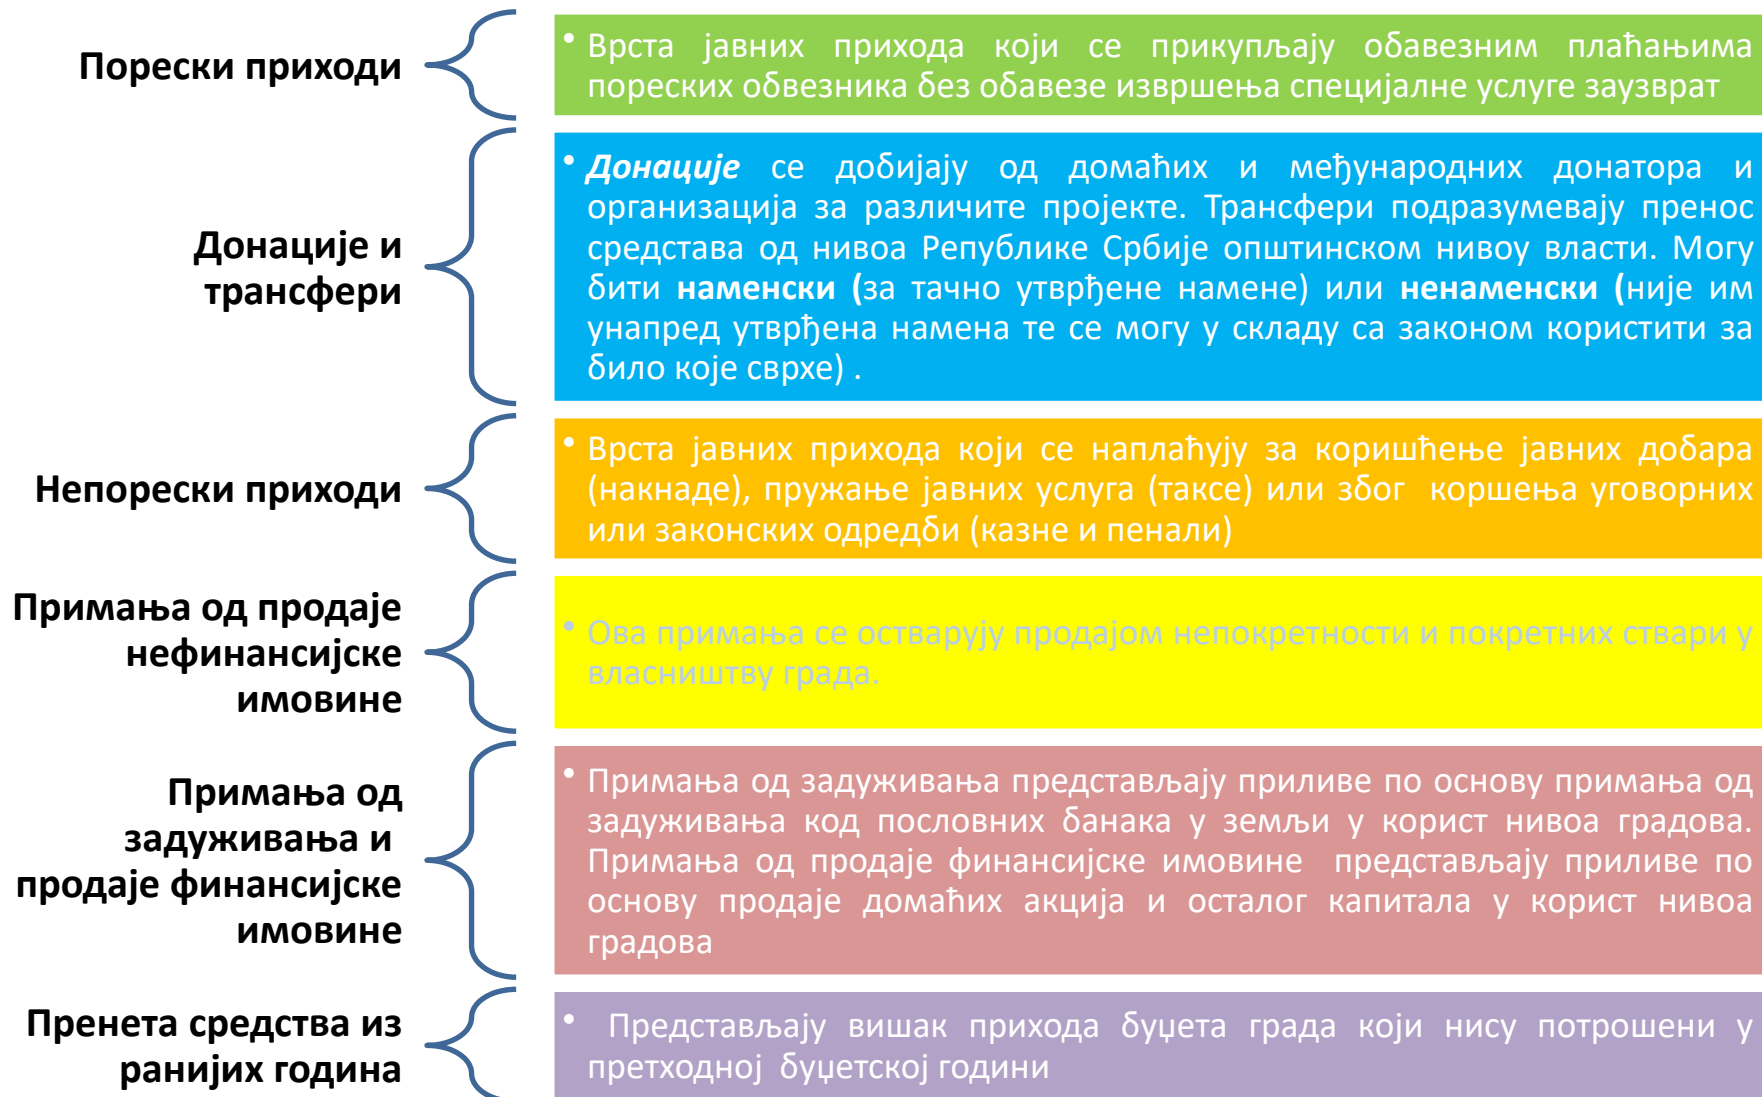 Порески приходи
• Врста јавних прихода који се прикупљају обавезним плаћањима
пореских обвезника без обавезе извршења специјалне услуге заузврат
Донације и
трансфери
• Донације се добијају од домаћих и међународних донатора и
организација за различите пројекте. Трансфери подразумевају пренос
средстава од нивоа Републике Србије општинском нивоу власти. Могу
бити наменски (за тачно утврђене намене) или ненаменски (није им
унапред утврђена намена те се могу у складу са законом користити за
било које сврхе) .
Непорески приходи
• Врста јавних прихода који се наплаћују за коришћење јавних добара
(накнаде), пружање јавних услуга (таксе) или због коршења уговорних
или законских одредби (казне и пенали)
Примања од продаје
нефинансијске
имовине
• Ова примања се остварују продајом непокретности и покретних ствари у
власништву града.
Примања од
задуживања и
продаје финансијске
имовине
• Примања од задуживања представљају приливе по основу примања од
задуживања код пословних банака у земљи у корист нивоа градова.
Примања од продаје финансијске имовине представљају приливе по
основу продаје домаћих акција и осталог капитала у корист нивоа
градова
Пренета средства из
ранијих година
• Представљају вишак прихода буџета града који нису потрошени у
претходној буџетској години